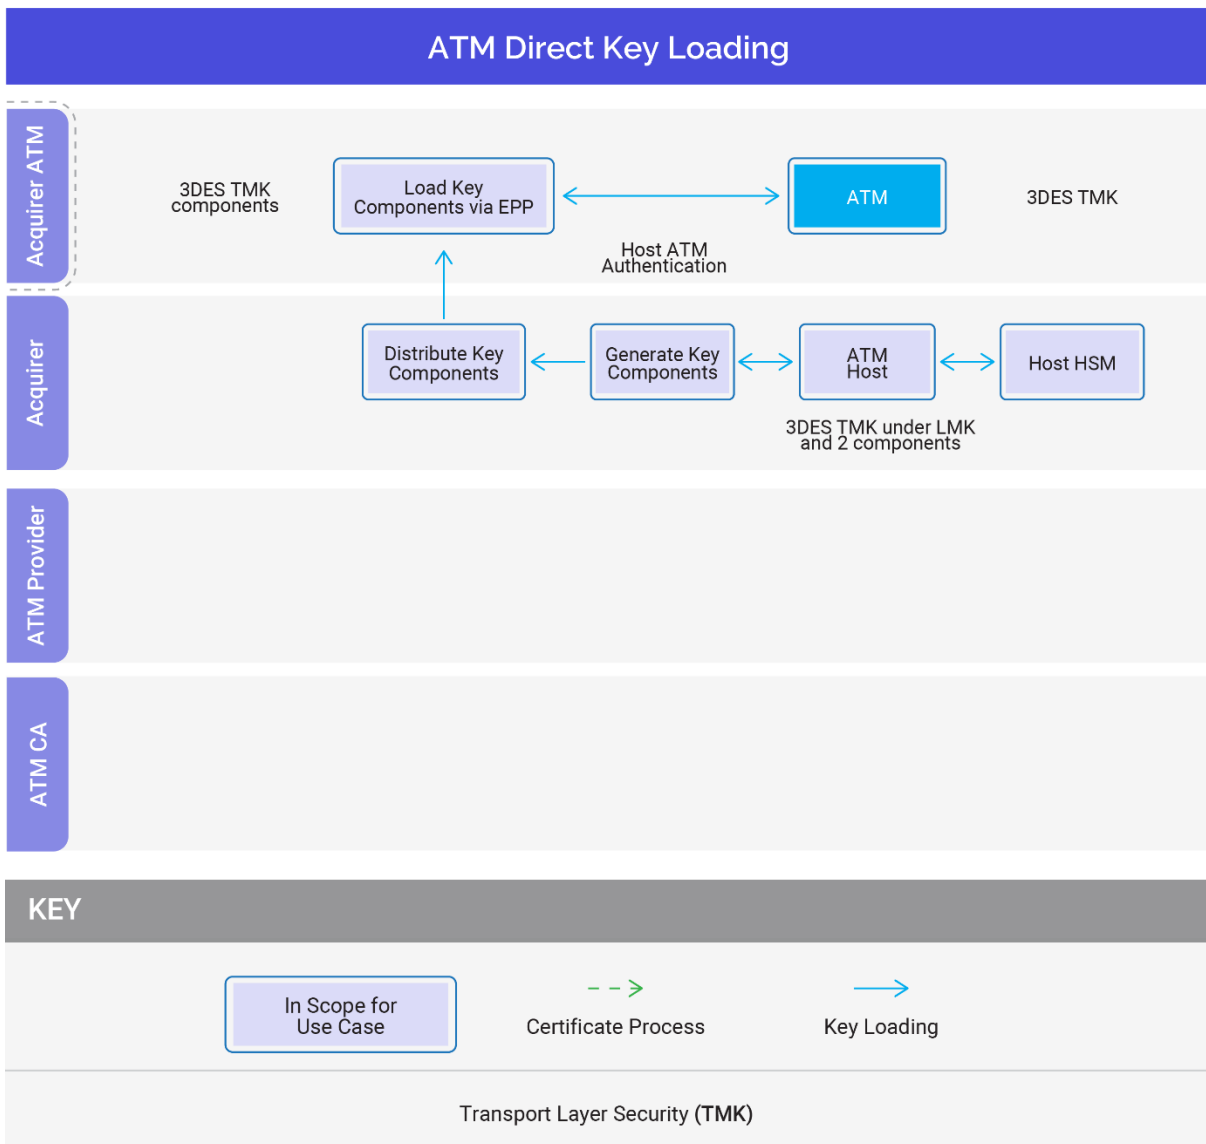 ATM Direct Key Loading
Acquirer ATM
3DES TMK
components
Load Key
Components via EPP
ATM
3DES TMK
Host ATM
Authentication
Acquirer
Distribute Key
Components
Generate Key
Components
ATM
Host
Host HSM
3DES TMK under LMK
and 2 components
ATM Provider
ATM CA
KEY
In Scope for
Use Case
Certificate Process
Key Loading
Transport Layer Security (TMK)